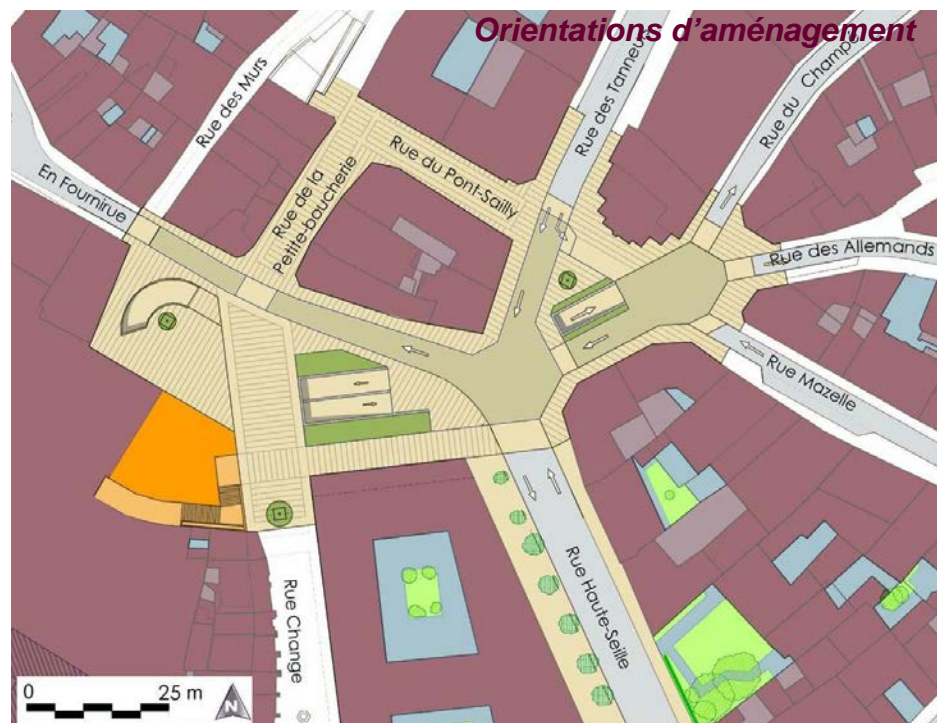 Orientations d'aménagement
Rue des Murs
Rue des Tanneu
Rue du Champé
En Fournirue
Rue de la
Petite-boucherie
Rue du Pont-Sailly
Rue des Allemands
Rue Mazelle
Rue Haute-Seille
Rue Change
0 25 m
N